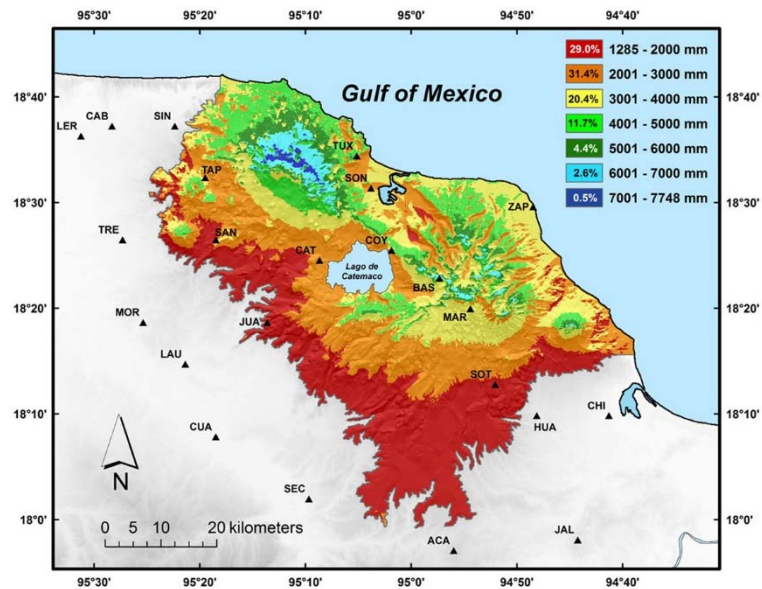 95°30' 95°20' 95°10' 95°0' 94°50' 94°40'
29.0% 1285 - 2000 mm
31.4% 2001 - 3000 mm
20.4% 3001 - 4000 mm
11.7% 4001 - 5000 mm
4.4% 5001 - 6000 mm
2.6% 6001 - 7000 mm
0.5% 7001 - 7748 mm
Gulf of Mexico
18°40' 18°40'
CAB SIN
LER
TUX
TAP SON
18°30' 18°30'
ZAP
TRE SAN COY
CAT
Lago de
Catemaco
BAS
18°20' 18°20'
MOR JUA MAR
LAU
SOT
18°10' 18°10'
CHI
CUA HUA
N
SEC
18°0' 18°0'
0 5 10 20 kilometers
ACA JAL
95°30' 95°20' 95°10' 95°0' 94°50' 94°40'